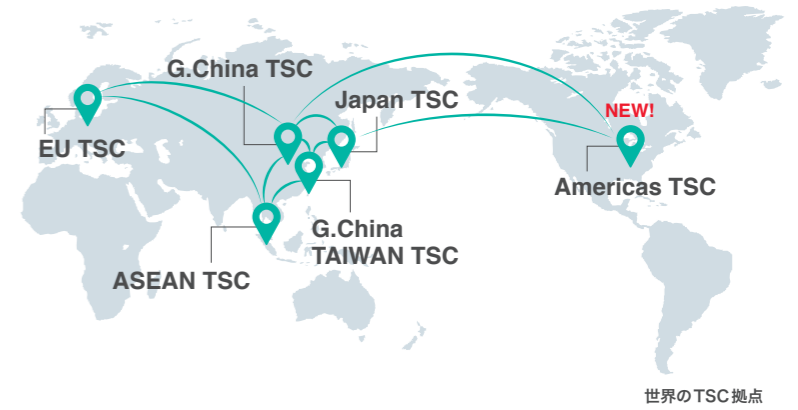 G.China TSC
Japan TSC
NEW!
EU TSC
Americas TSC
G.China
TAIWAN TSC
ASEAN TSC
世界のTSC拠点